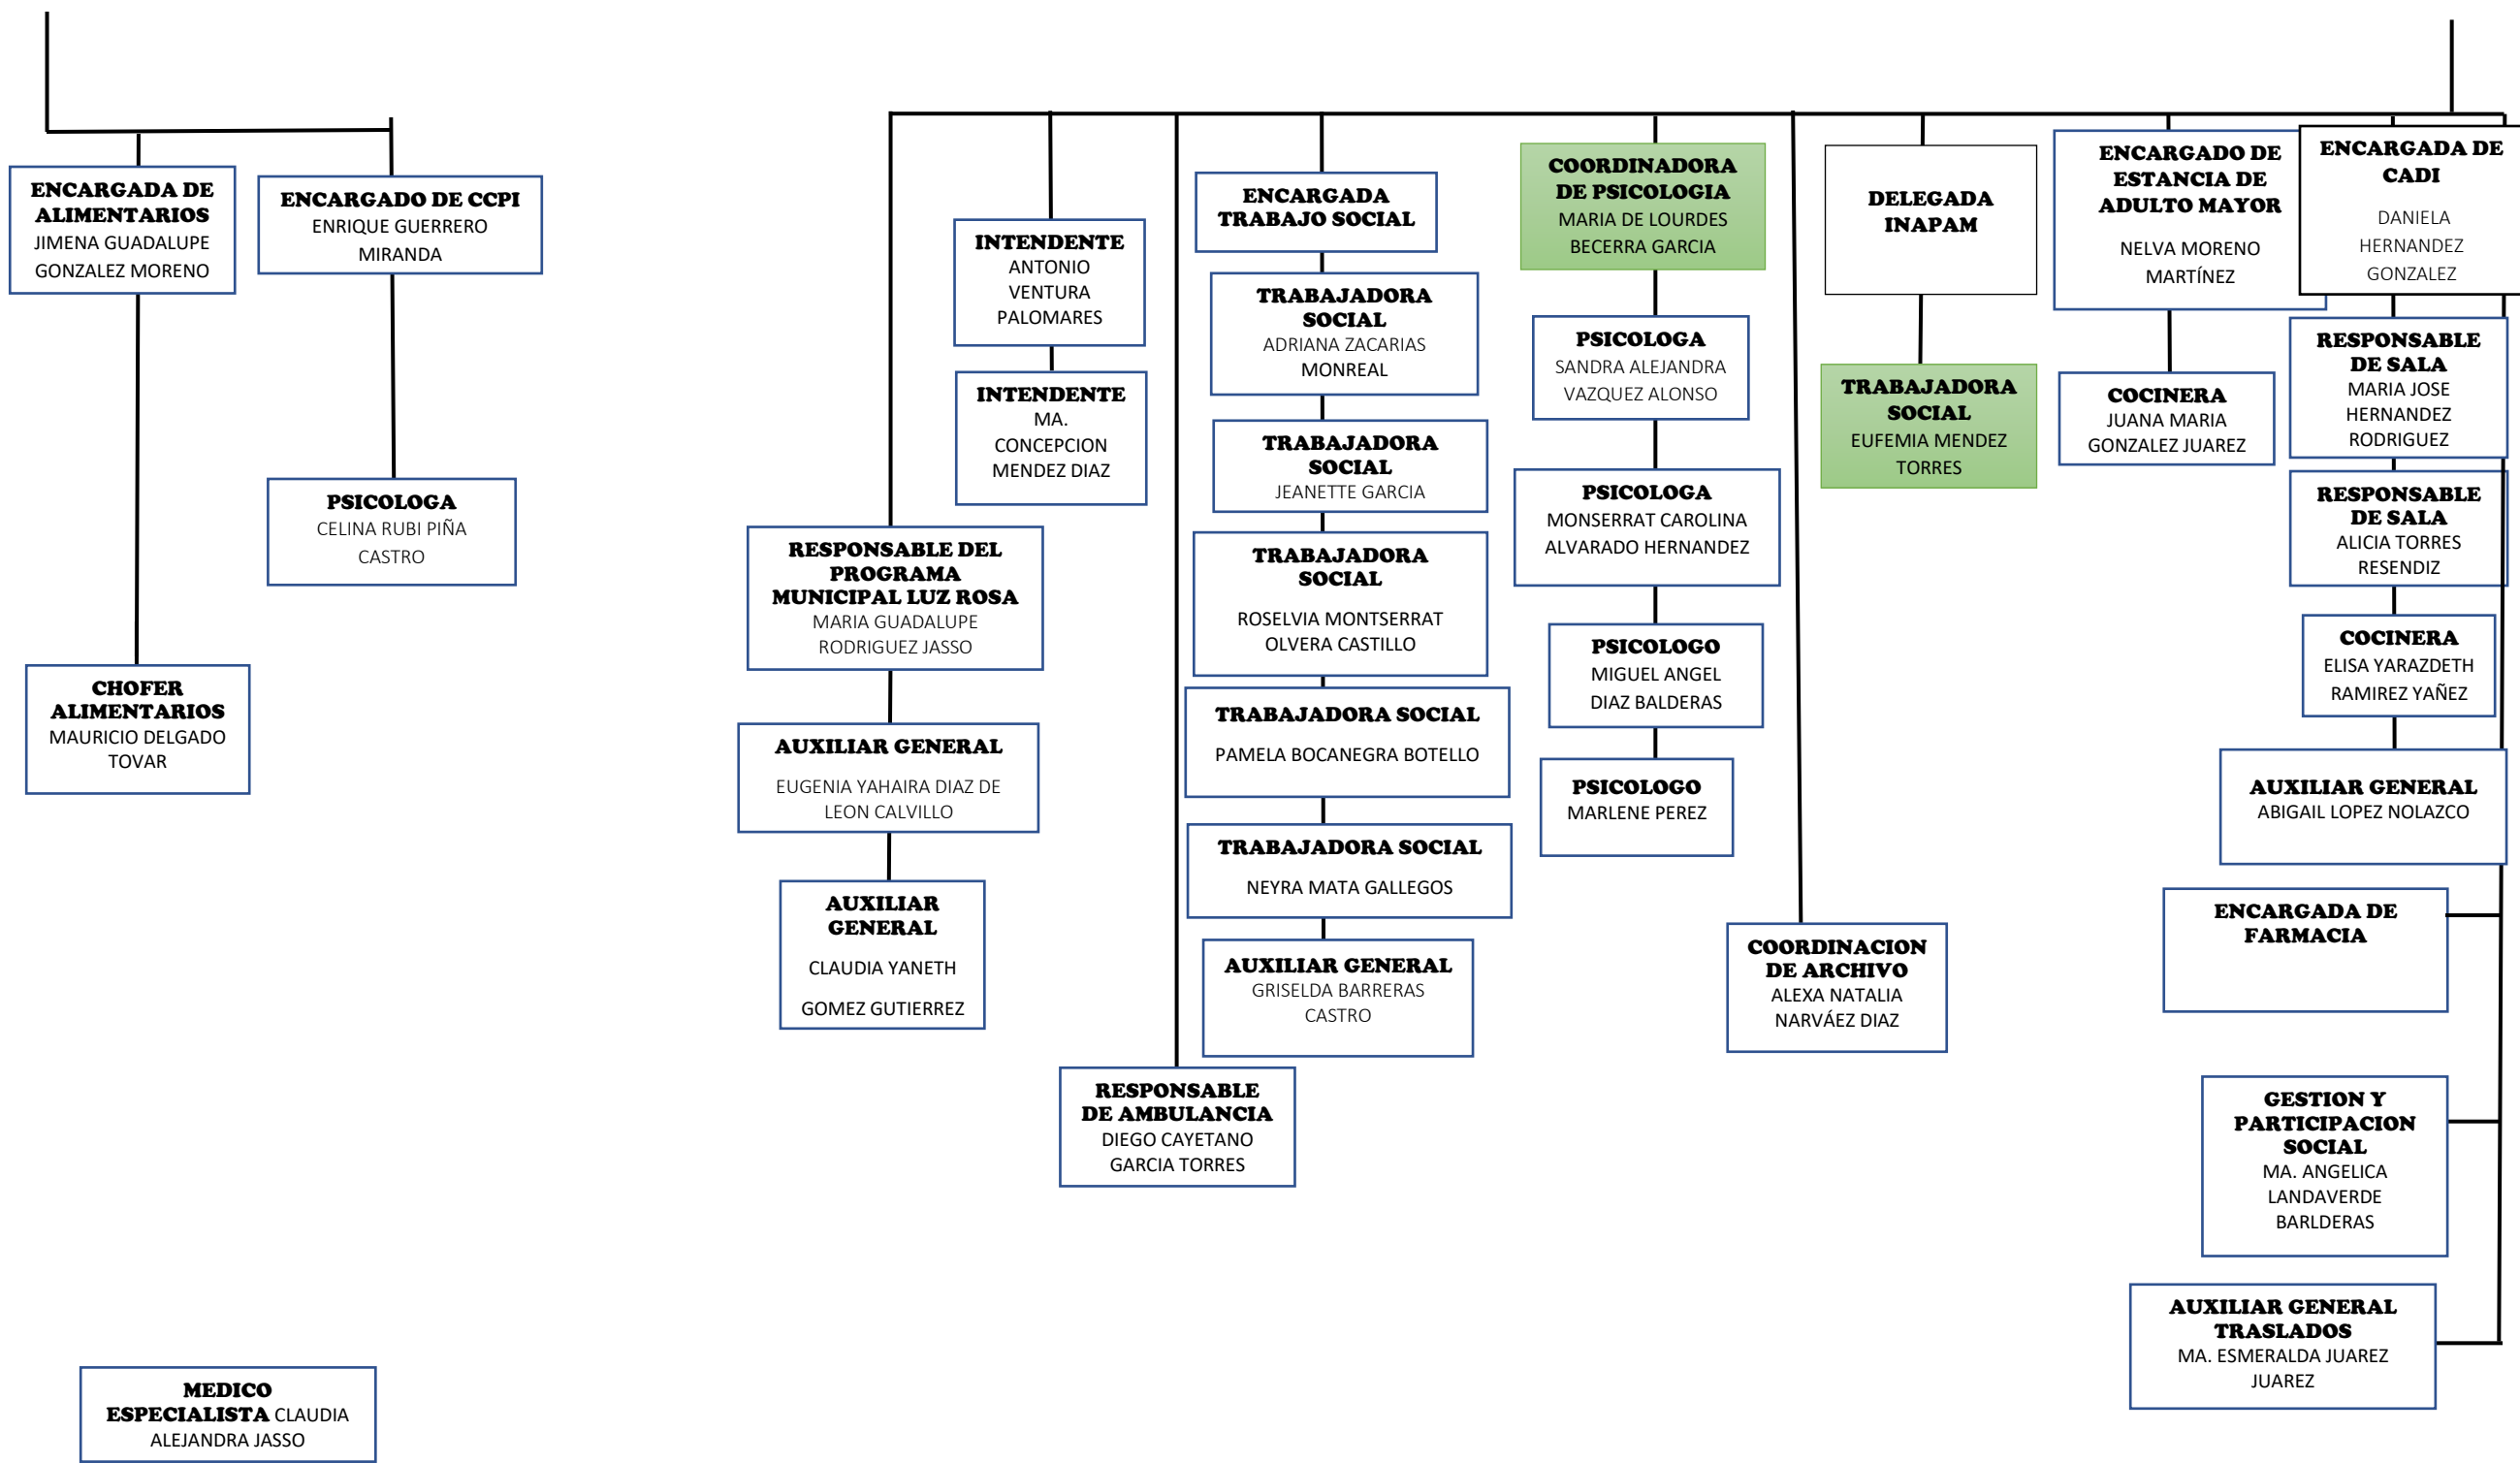 ENCARGADA DE
ALIMENTARIOS
JIMENA GUADALUPE
GONZALEZ MORENO
CHOFER
ALIMENTARIOS
MAURICIO DELGADO
TOVAR
ENCARGADO DE CCPI
ENRIQUE GUERRERO
MIRANDA
PSICOLOGA
CELINA RUBI PIÑA
CASTRO
RESPONSABLE DEL
PROGRAMA
MUNICIPAL LUZ ROSA
MARIA GUADALUPE
RODRIGUEZ JASSO
AUXILIAR GENERAL
EUGENIA YAHAIRA DIAZ DE
LEON CALVILLO
AUXILIAR
GENERAL
CLAUDIA YANETH
GOMEZ GUTIERREZ
INTENDENTE
ANTONIO
VENTURA
PALOMARES
INTENDENTE
MA.
CONCEPCION
MENDEZ DIAZ
RESPONSABLE
DE AMBULANCIA
DIEGO CAYETANO
GARCIA TORRES
ENCARGADA
TRABAJO SOCIAL
TRABAJADORA
SOCIAL
ADRIANA ZACARIAS
MONREAL
TRABAJADORA
SOCIAL
JEANETTE GARCIA
TRABAJADORA
SOCIAL
ROSELVIA MONTSERRAT
OLVERA CASTILLO
TRABAJADORA SOCIAL
PAMELA BOCANEGRA BOTELLO
TRABAJADORA SOCIAL
NEYRA MATA GALLEGOS
AUXILIAR GENERAL
GRISELDA BARRERAS
CASTRO
COORDINADORA
DE PSICOLOGIA
MARIA DE LOURDES
BECERRA GARCIA
PSICOLOGA
SANDRA ALEJANDRA
VAZQUEZ ALONSO
PSICOLOGA
MONSERRAT CAROLINA
ALVARADO HERNANDEZ
PSICOLOGO
MIGUEL ANGEL
DIAZ BALDERAS
PSICOLOGO
MARLENE PEREZ
COORDINACION
DE ARCHIVO
ALEXA NATALIA
NARVÁEZ DIAZ
DELEGADA
INAPAM
TRABAJADORA
SOCIAL
EUFEMIA MENDEZ
TORRES
ENCARGADO DE
ESTANCIA DE
ADULTO MAYOR
NELVA MORENO
MARTÍNEZ
COCINERA
JUANA MARIA
GONZALEZ JUAREZ
ENCARGADA DE
CADI
DANIELA
HERNANDEZ
GONZALEZ
RESPONSABLE
DE SALA
MARIA JOSE
HERNANDEZ
RODRIGUEZ
RESPONSABLE
DE SALA
ALICIA TORRES
RESENDIZ
COCINERA
ELISA YARAZDETH
RAMIREZ YAÑEZ
AUXILIAR GENERAL
ABIGAIL LOPEZ NOLAZCO
ENCARGADA DE
FARMACIA
GESTION Y
PARTICIPACION
SOCIAL
MA. ANGELICA
LANDAVERDE
BARLDERAS
AUXILIAR GENERAL
TRASLADOS
MA. ESMERALDA JUAREZ
JUAREZ
MEDICO
ESPECIALISTA CLAUDIA
ALEJANDRA JASSO